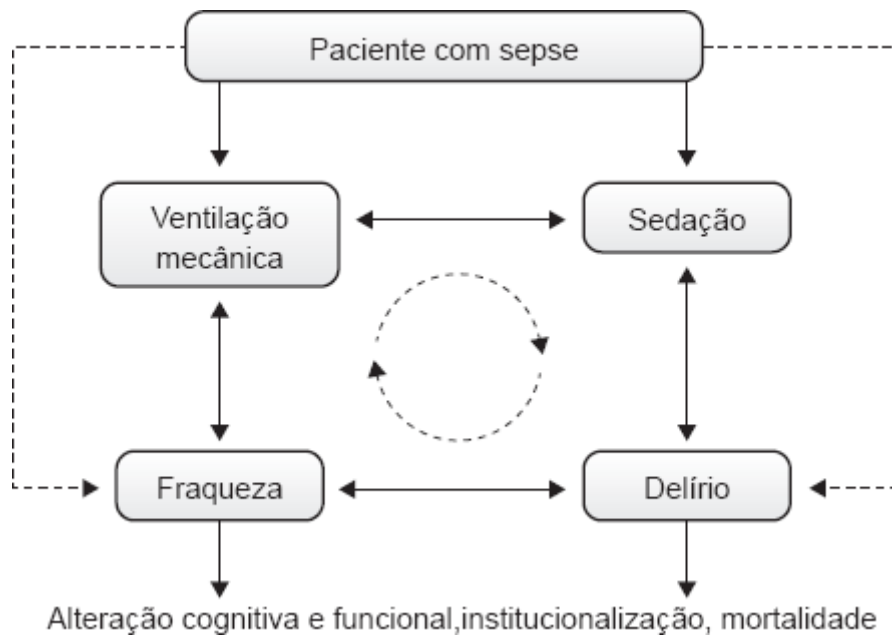 Paciente com sepse
Ventilação
mecânica
Sedação
Fraqueza
Delírio
Alteração cognitiva e funcional,institucionalização, mortalidade